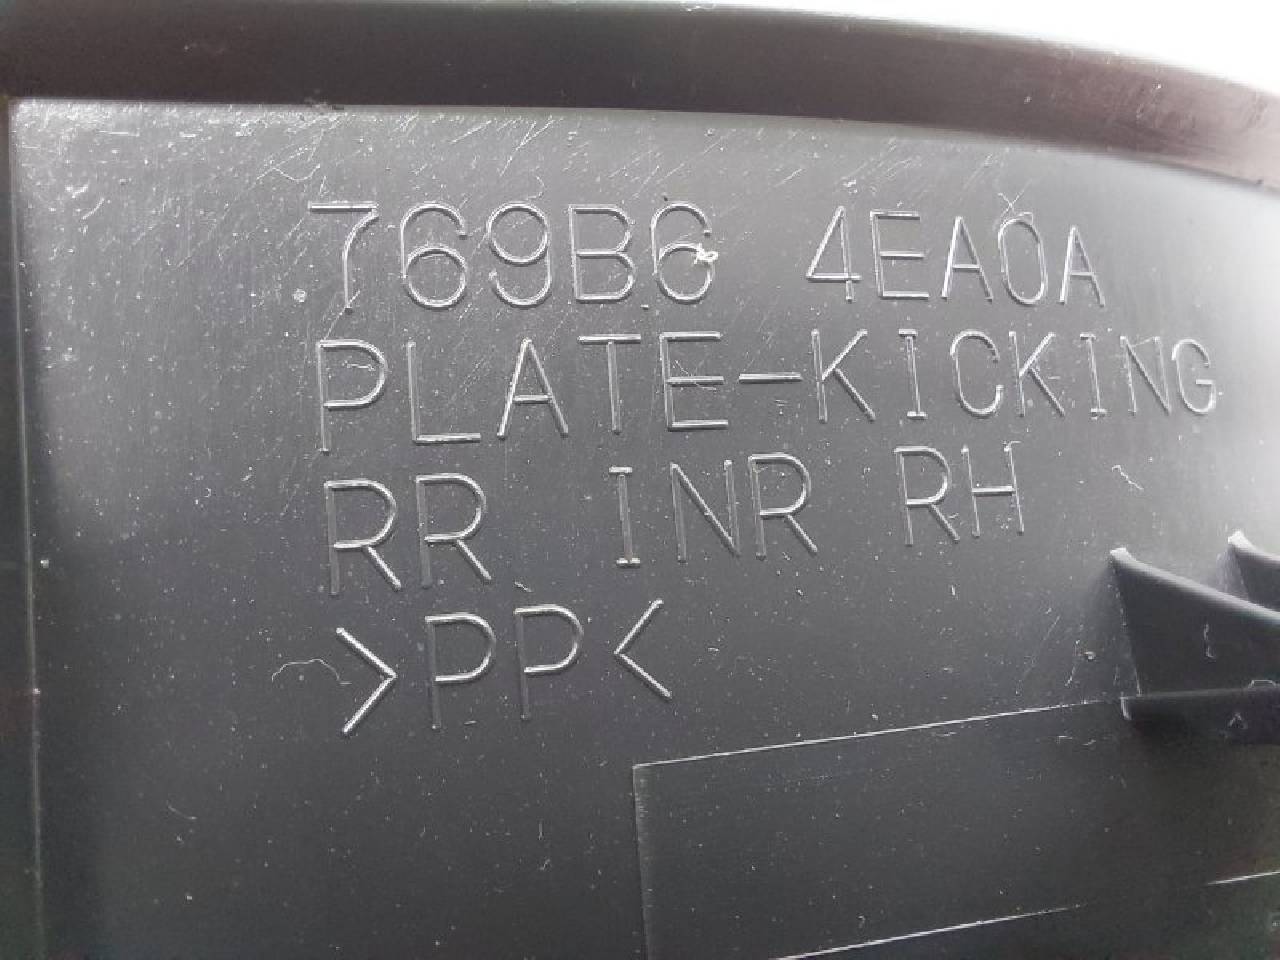 769B6 4EA0A
PLATE-KICKING
RR INR RH
>PP<